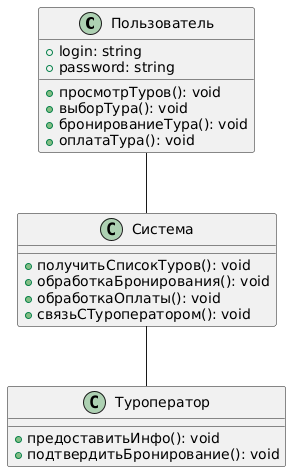 C Пользователь
login: string
password: string
просмотрТуров(): void
выборТура(): void
бронированиеТура(): void
оплатаТура(): void
C Система
получитьСписокТуров(): void
обработкаБронирования(): void
обработкаОплаты(): void
связьСТуроператором(): void
C Туроператор
предоставитьИнфо(): void
подтвердитьБронирование(): void